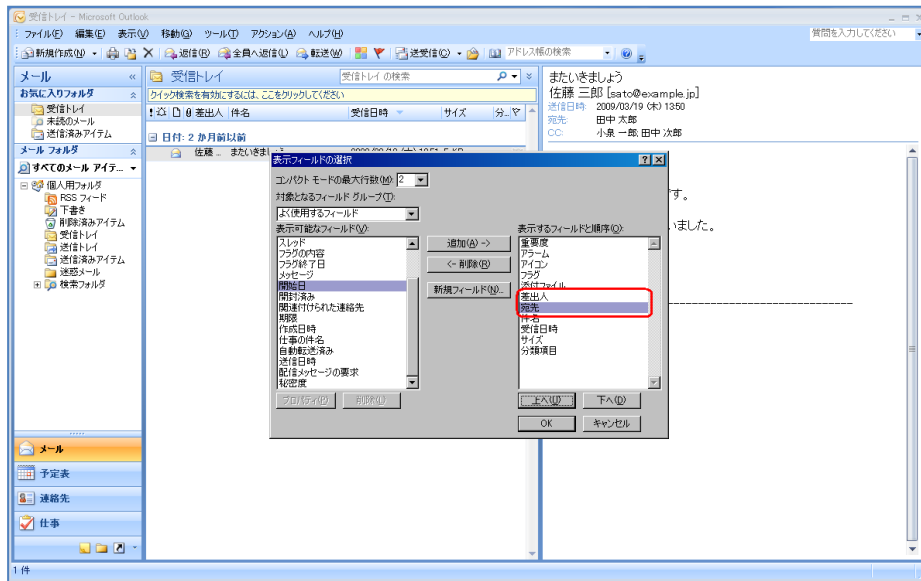 受信トレイ - Microsoft Outlook
ファイル(F) 編集(E) 表示(V) 移動(G) ツール(T) アクション(A) ヘルプ(H)
質問を入力してください
新規作成(N) 返信(R) 全員へ返信(L) 転送(W) 送受信(C) アドレス帳の検索
メール
お気に入りフォルダ
受信トレイ
未読のメール
送信済みアイテム
メール フォルダ
すべてのメール アイテ...
個人用フォルダ
RSS フィード
下書き
削除済みアイテム
受信トレイ
送信トレイ
送信済みアイテム
迷惑メール
検索フォルダ
メール
予定表
連絡先
仕事
1 件
受信トレイ
受信トレイ の検索
クイック検索を有効にするには、ここをクリックしてください
差出人 件名 受信日時 サイズ 分...
日付: 2 か月前以前
佐藤 ... またいきまし
またいきましょう
佐藤 三郎 [sato@example.jp]
送信日時: 2009/03/19 (木) 13:50
宛先: 田中 太郎
CC: 小泉 一郎; 田中 次郎
す。
いました。
表示フィールドの選択
コンパクト モードの最大行数(M): 2
対象となるフィールド グループ(T):
よく使用するフィールド
表示可能なフィールド(V):
スレッド
フラグの内容
フラグ終了日
メッセージ
開始日
開封済み
関連付けられた連絡先
期限
作成日時
仕事の件名
自動転送済み
送信日時
配信メッセージの要求
秘密度
プロパティ(P) 削除(L)
追加(A) ->
<- 削除(R)
新規フィールド(N)...
表示するフィールドと順序(O):
重要度
アラーム
アイコン
フラグ
添付ファイル
差出人
宛先
件名
受信日時
サイズ
分類項目
上へ(U) 下へ(D)
OK キャンセル